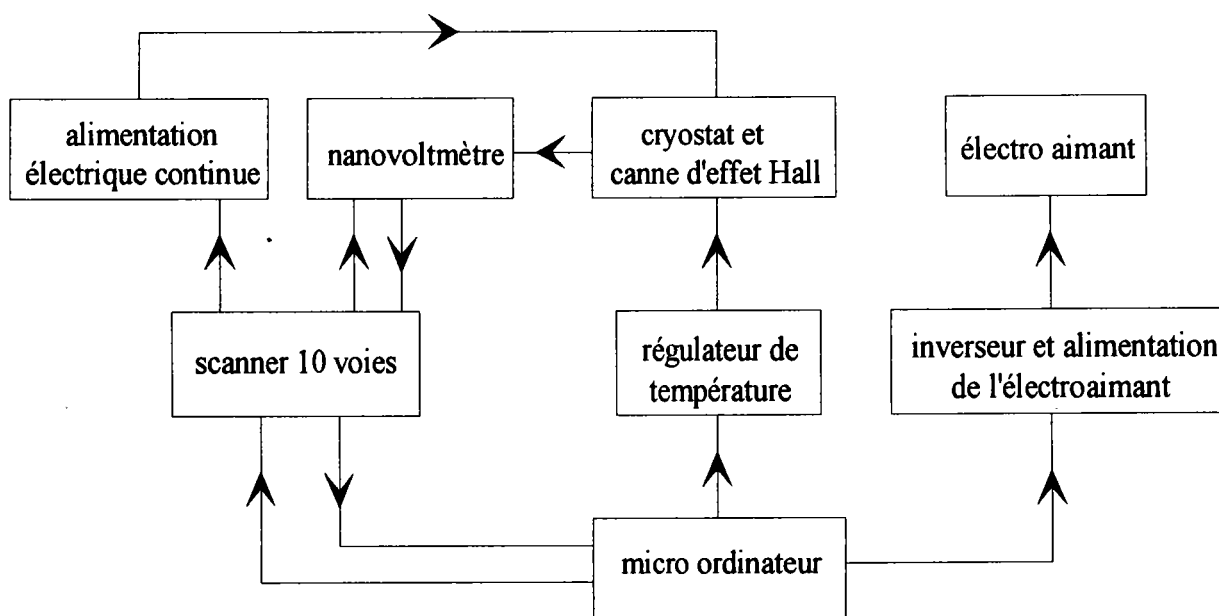 alimentation
électrique continue
nanovoltmètre
cryostat et
canne d'effet Hall
électro aimant
scanner 10 voies
régulateur de
température
inverseur et alimentation
de l'électroaimant
micro ordinateur